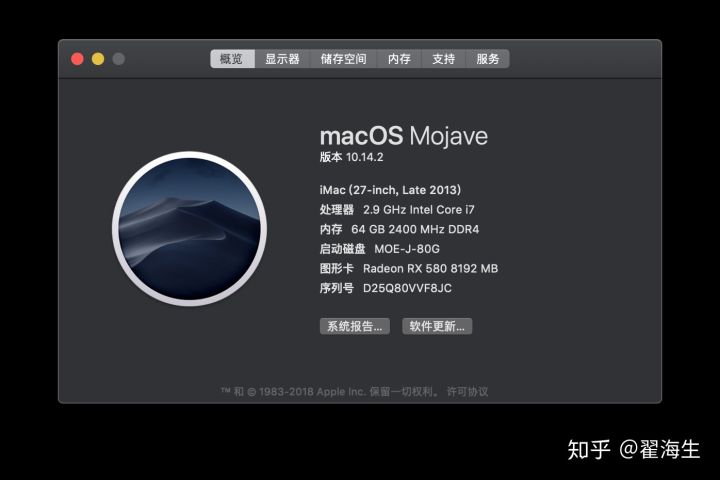 概览 显示器 储存空间 内存 支持 服务
macOS Mojave
版本 10.14.2
iMac (27-inch, Late 2013)
处理器 2.9 GHz Intel Core i7
内存 64 GB 2400 MHz DDR4
启动磁盘 MOE-J-80G
图形卡 Radeon RX 580 8192 MB
序列号 D25Q80VVF8JC
系统报告... 软件更新...
™ 和 © 1983-2018 Apple Inc. 保留一切权利。 许可协议
知乎 @翟海生